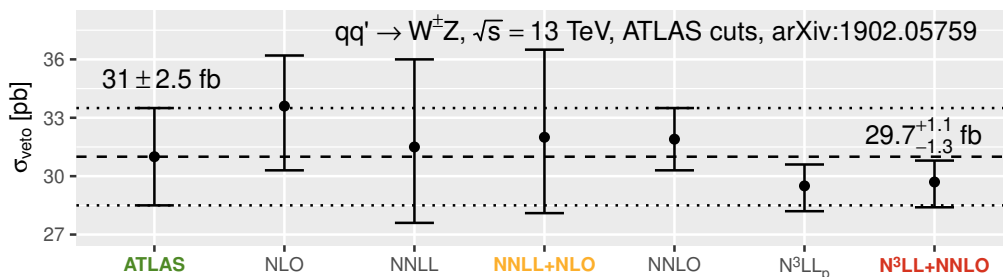 qq' → W±Z, √s = 13 TeV, ATLAS cuts, arXiv:1902.05759
σveto [pb]
36
33
30
27
31 ± 2.5 fb
29.7 +1.1 −1.3 fb
ATLAS
NLO
NNLL
NNLL+NLO
NNLO
N³LLp
N³LL+NNLO